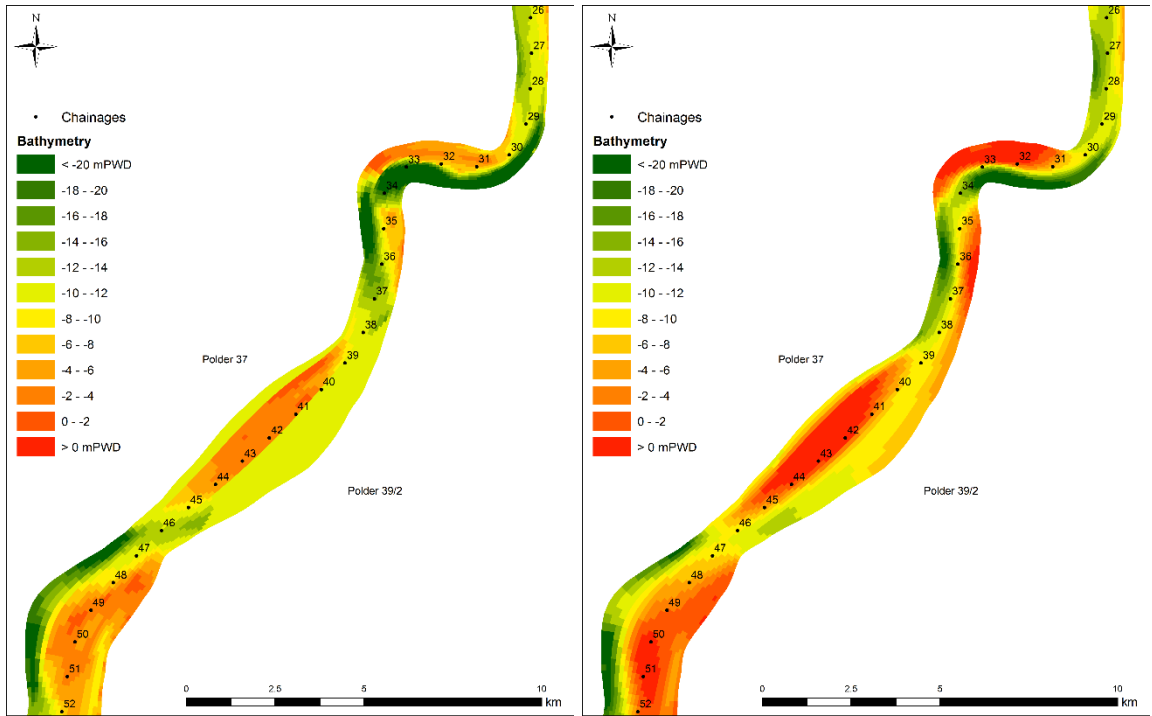 N
Chainages
Bathymetry
< -20 mPWD
-18 - -20
-16 - -18
-14 - -16
-12 - -14
-10 - -12
-8 - -10
-6 - -8
-4 - -6
-2 - -4
0 - -2
> 0 mPWD
26
27
28
29
30
31
32
33
34
35
36
37
38
39
40
41
42
43
44
45
46
47
48
49
50
51
52
Polder 37
Polder 39/2
0 2.5 5 10
km
N
Chainages
Bathymetry
< -20 mPWD
-18 - -20
-16 - -18
-14 - -16
-12 - -14
-10 - -12
-8 - -10
-6 - -8
-4 - -6
-2 - -4
0 - -2
> 0 mPWD
26
27
28
29
30
31
32
33
34
35
36
37
38
39
40
41
42
43
44
45
46
47
48
49
50
51
52
Polder 37
Polder 39/2
0 2.5 5 10
km